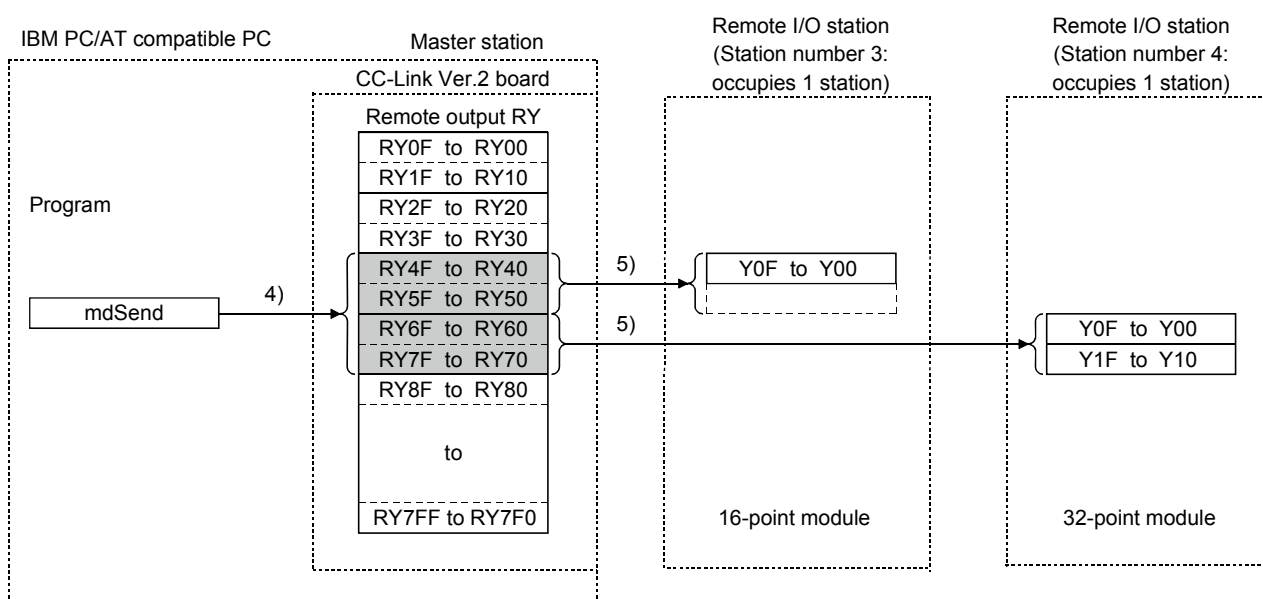 IBM PC/AT compatible PC
Master station
CC-Link Ver.2 board
Remote output RY
RY0F to RY00
RY1F to RY10
RY2F to RY20
RY3F to RY30
RY4F to RY40
RY5F to RY50
RY6F to RY60
RY7F to RY70
RY8F to RY80
to
RY7FF to RY7F0
Program
mdSend
4)
5)
5)
Remote I/O station
(Station number 3:
occupies 1 station)
Y0F to Y00
16-point module
Remote I/O station
(Station number 4:
occupies 1 station)
Y0F to Y00
Y1F to Y10
32-point module